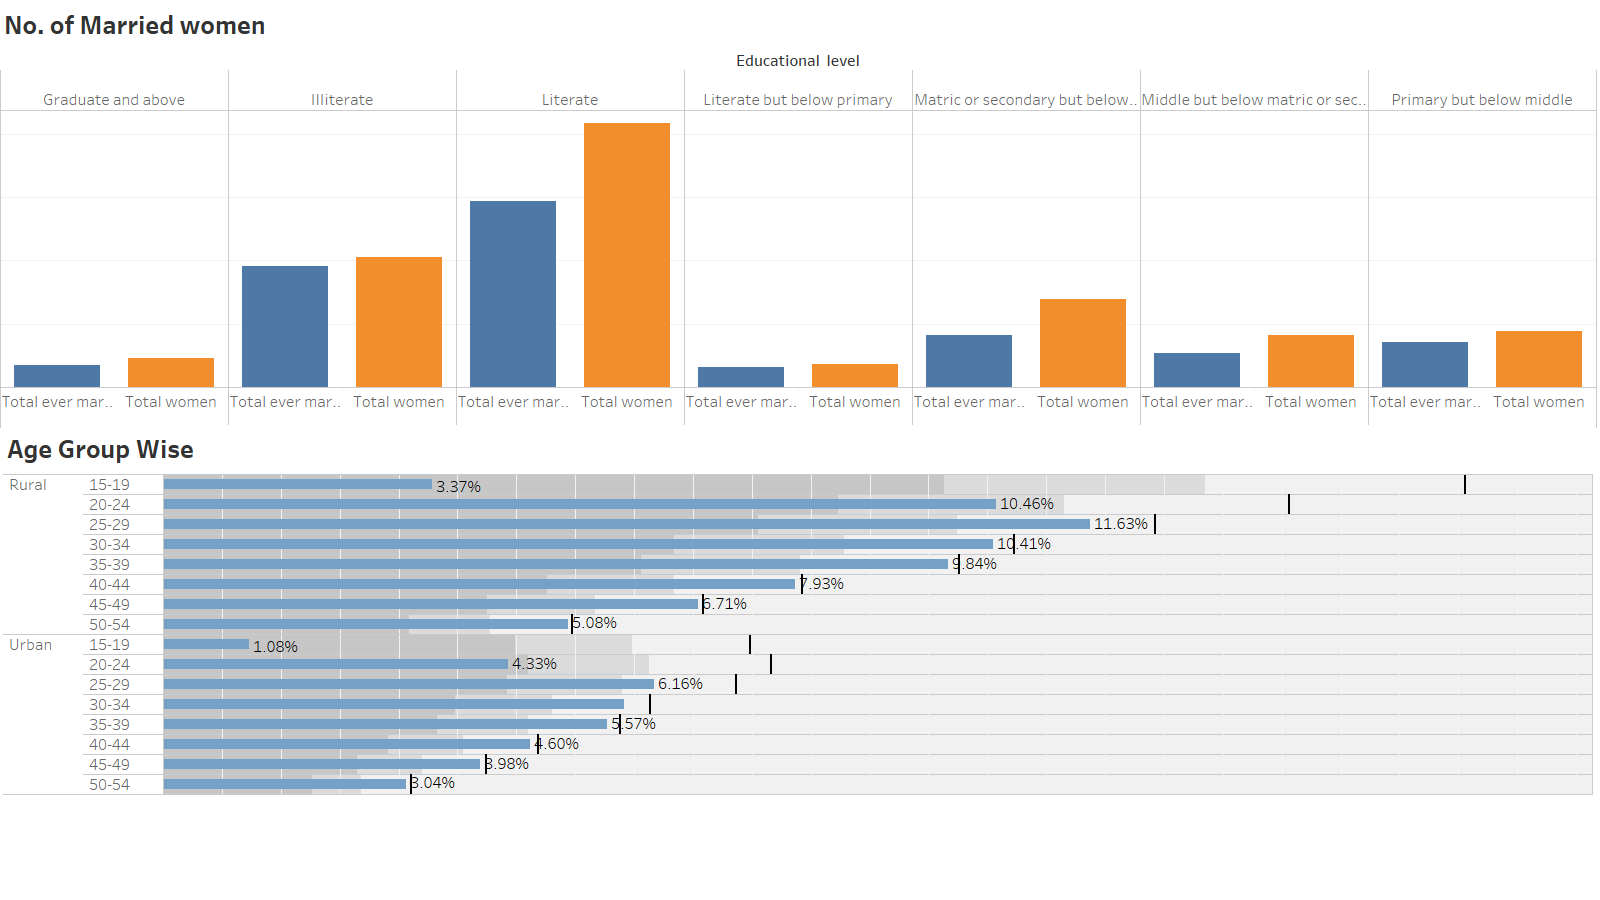 No. of Married women
Educational level
Graduate and above Illiterate Literate Literate but below primary Matric or secondary but below.. Middle but below matric or sec.. Primary but below middle
Total ever mar.. Total women Total ever mar.. Total women Total ever mar.. Total women Total ever mar.. Total women Total ever mar.. Total women Total ever mar.. Total women Total ever mar.. Total women
Age Group Wise
Rural 15-19 3.37%
20-24 10.46%
25-29 11.63%
30-34 10.41%
35-39 9.84%
40-44 7.93%
45-49 6.71%
50-54 5.08%
Urban 15-19 1.08%
20-24 4.33%
25-29 6.16%
30-34
35-39 5.57%
40-44 4.60%
45-49 3.98%
50-54 3.04%